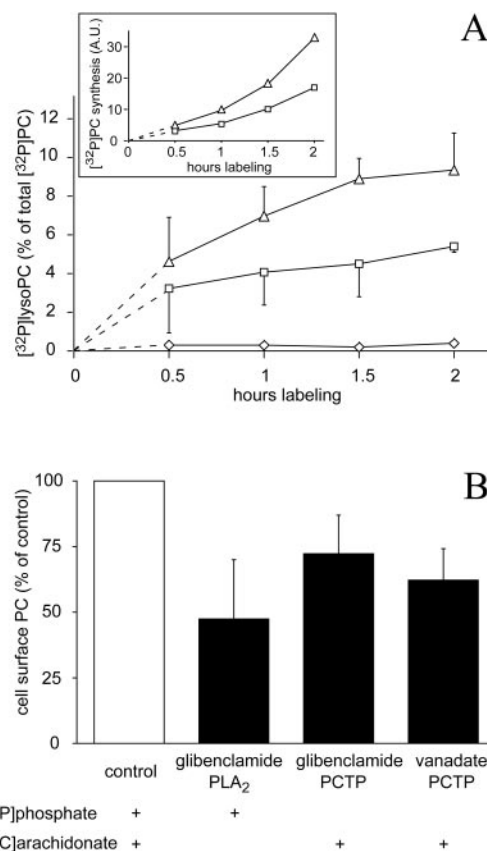 A
[³²P]PC synthesis (A.U.)
30
20
10
0
0 0.5 1 1.5 2
hours labeling
[³²P]lysoPC (% of total [³²P]PC)
12
10
8
6
4
2
0
0 0.5 1 1.5 2
hours labeling
B
cell surface PC (% of control)
100
75
50
25
0
control glibenclamide glibenclamide vanadate
PLA₂ PCTP PCTP
P]phosphate + +
C]arachidonate + + +